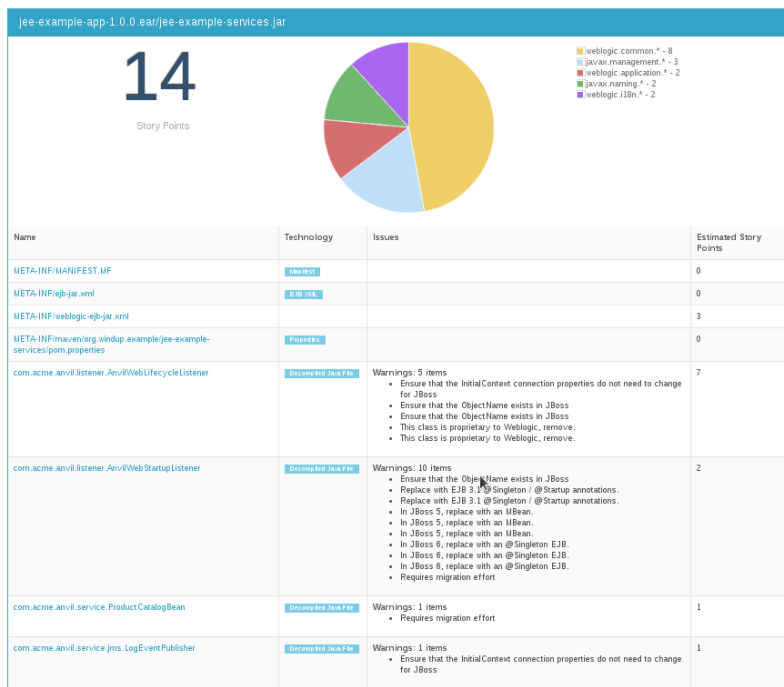 jee-example-app-1.0.0.ear/jee-example-services.jar
14
Story Points
weblogic.common.* - 8
javax.management.* - 3
weblogic.application.* - 2
javax.naming.* - 2
weblogic.i18n.* - 2
Name Technology Issues Estimated Story
Points
META-INF/MANIFEST.MF Manifest 0
META-INF/ejb-jar.xml EJB XML 0
META-INF/weblogic-ejb-jar.xml 3
META-INF/maven/org.windup.example/jee-example- Properties 0
services/pom.properties
com.acme.anvil.listener.AnvilWebLifecycleListener Decompiled Java File Warnings: 5 items 7
• Ensure that the InitialContext connection properties do not need to change
for JBoss
• Ensure that the ObjectName exists in JBoss
• Ensure that the ObjectName exists in JBoss
• This class is proprietary to Weblogic, remove.
• This class is proprietary to Weblogic, remove.
com.acme.anvil.listener.AnvilWebStartupListener Decompiled Java File Warnings: 10 items 2
• Ensure that the ObjectName exists in JBoss
• Replace with EJB 3.1 @Singleton / @Startup annotations.
• Replace with EJB 3.1 @Singleton / @Startup annotations.
• In JBoss 5, replace with an MBean.
• In JBoss 5, replace with an MBean.
• In JBoss 5, replace with an MBean.
• In JBoss 6, replace with an @Singleton EJB.
• In JBoss 6, replace with an @Singleton EJB.
• In JBoss 6, replace with an @Singleton EJB.
• Requires migration effort
com.acme.anvil.service.ProductCatalogBean Decompiled Java File Warnings: 1 items 1
• Requires migration effort
com.acme.anvil.service.jms.LogEventPublisher Decompiled Java File Warnings: 1 items 1
• Ensure that the InitialContext connection properties do not need to change
for JBoss